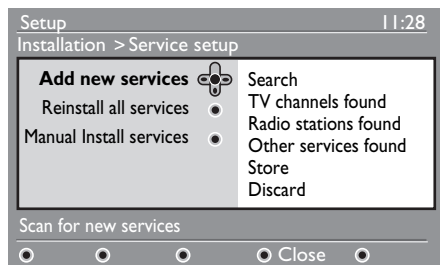 Setup 11:28
Installation > Service setup
Add new services
Reinstall all services
Manual Install services
Search
TV channels found
Radio stations found
Other services found
Store
Discard
Scan for new services
Close